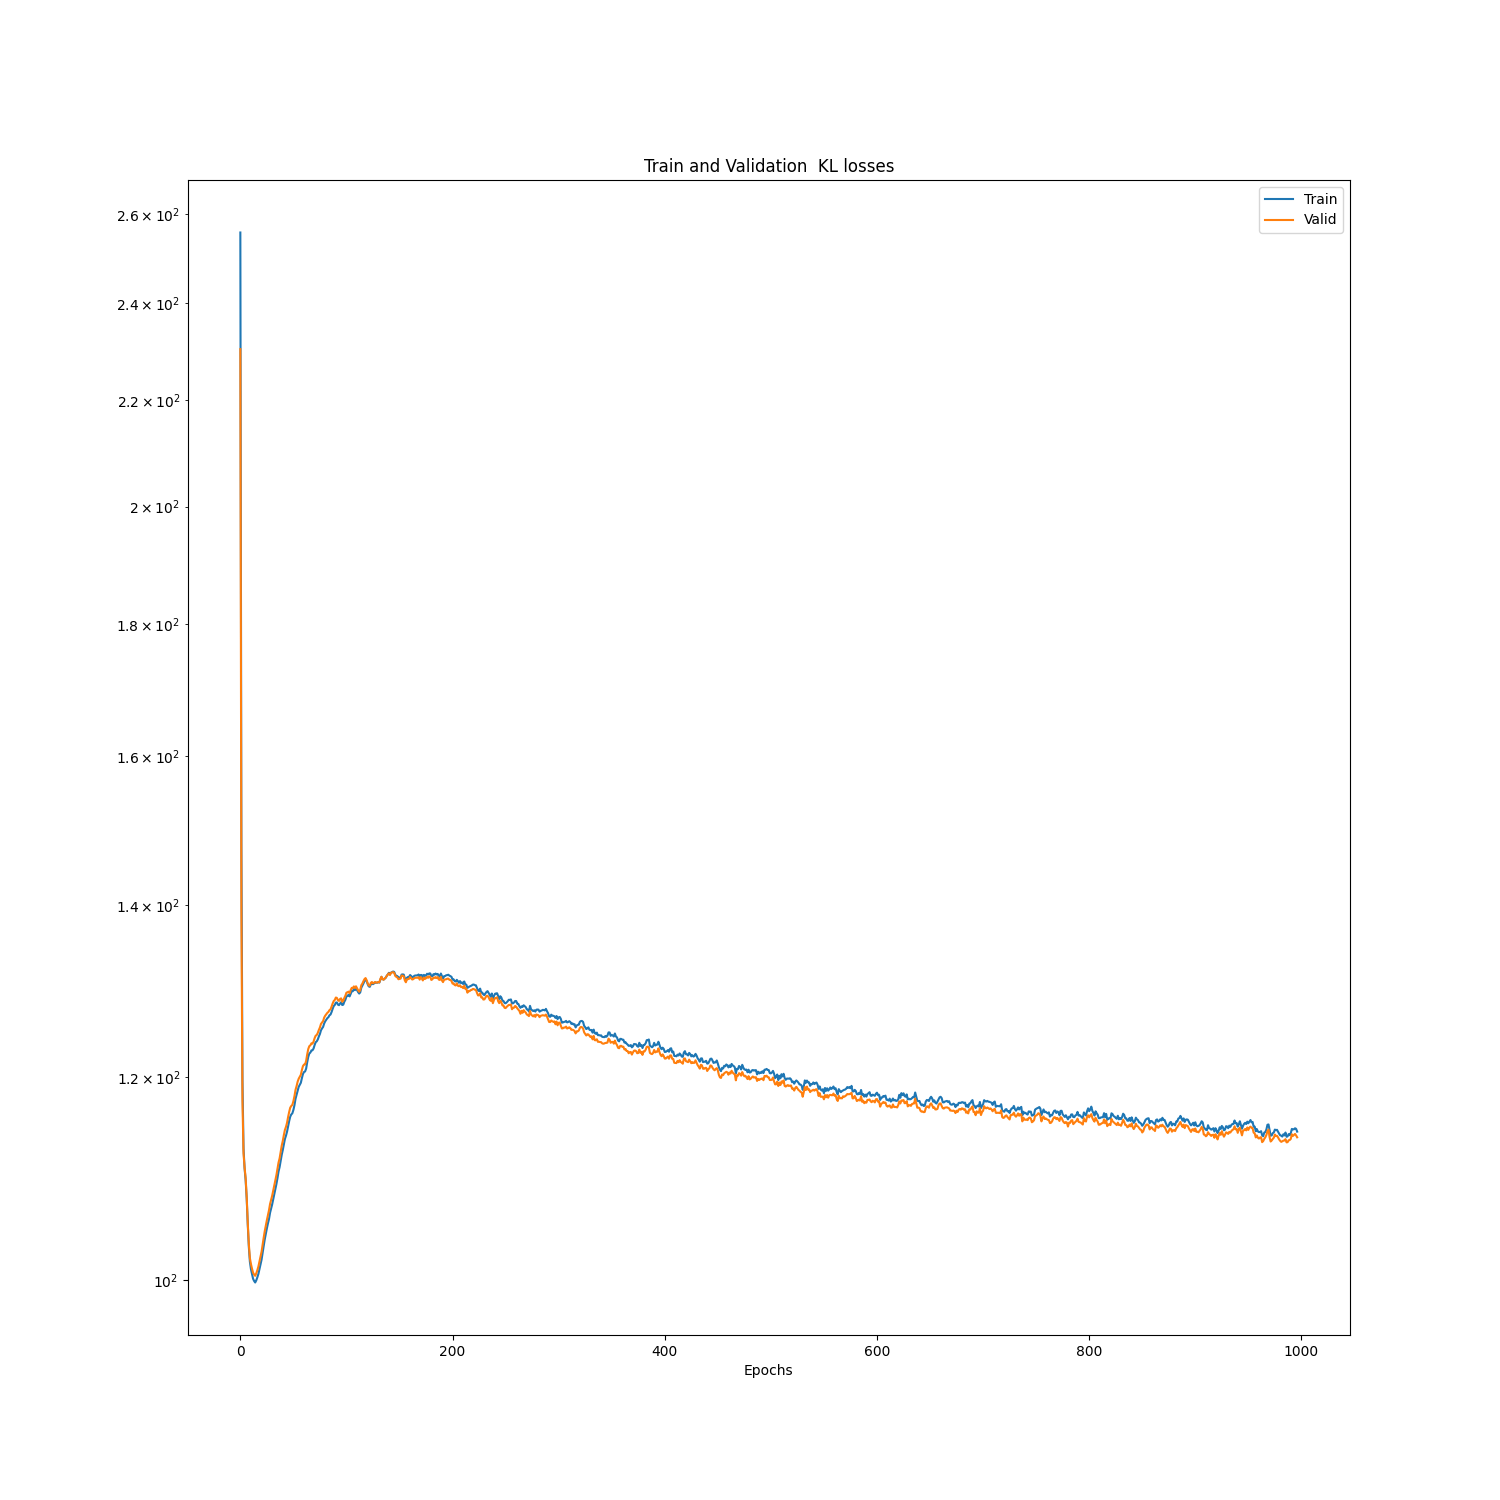 Train and Validation  KL losses
Train
Valid
2.6 × 10²
2.4 × 10²
2.2 × 10²
2 × 10²
1.8 × 10²
1.6 × 10²
1.4 × 10²
1.2 × 10²
10²
0 200 400 600 800 1000
Epochs